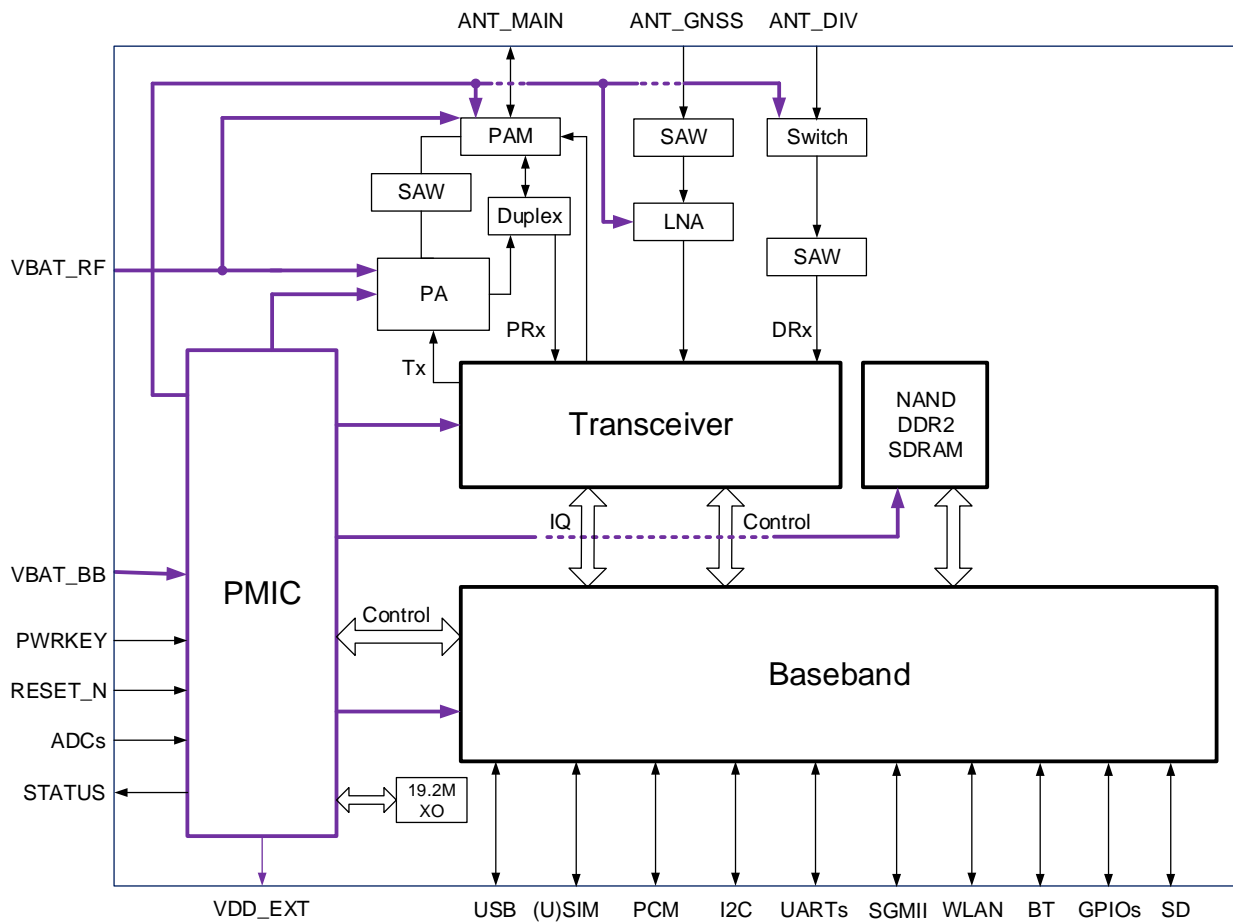 ANT_MAIN ANT_GNSS ANT_DIV
PAM
SAW
Switch
SAW
Duplex
LNA
SAW
VBAT_RF
PA
PRx
DRx
Tx
Transceiver
NAND
DDR2
SDRAM
IQ
Control
VBAT_BB
PMIC
Control
PWRKEY
Baseband
RESET_N
ADCs
STATUS
19.2M
XO
VDD_EXT
USB (U)SIM PCM I2C UARTs SGMII WLAN BT GPIOs SD